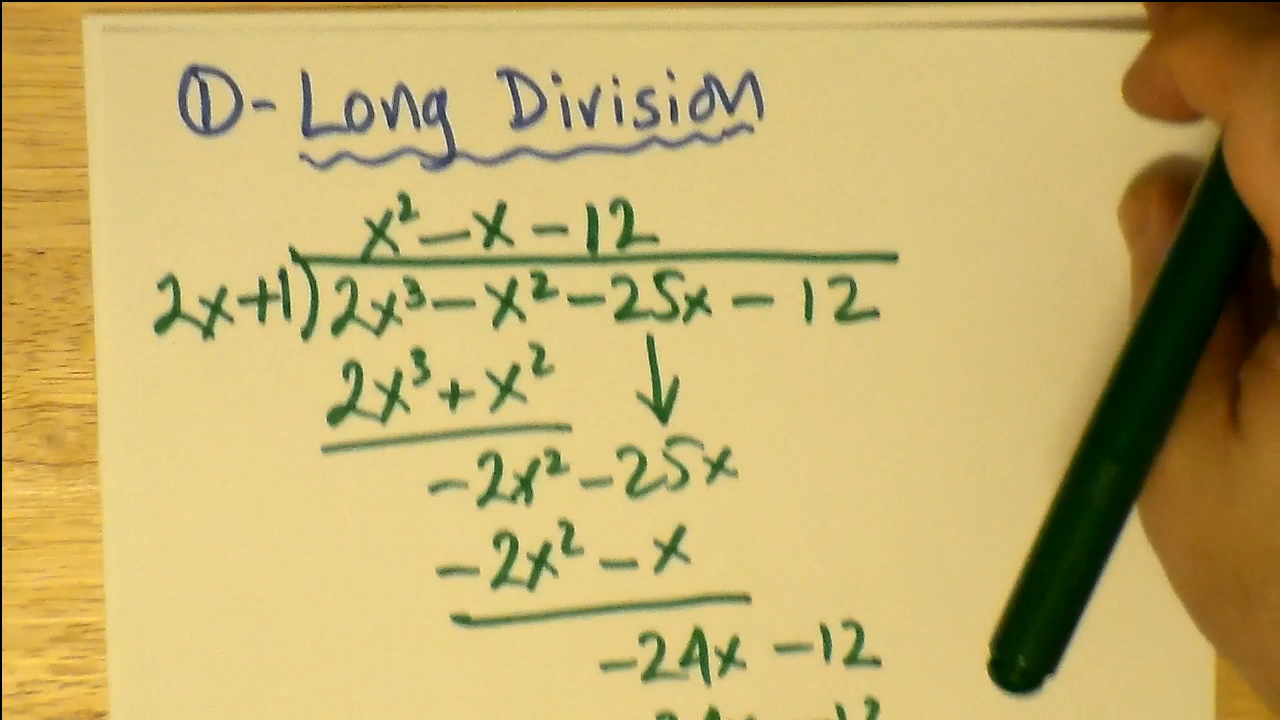 ① - Long Division
x² - x - 12
2x+1) 2x³ - x² - 25x - 12
2x³ + x²
-2x² - 25x
-2x² - x
-24x - 12